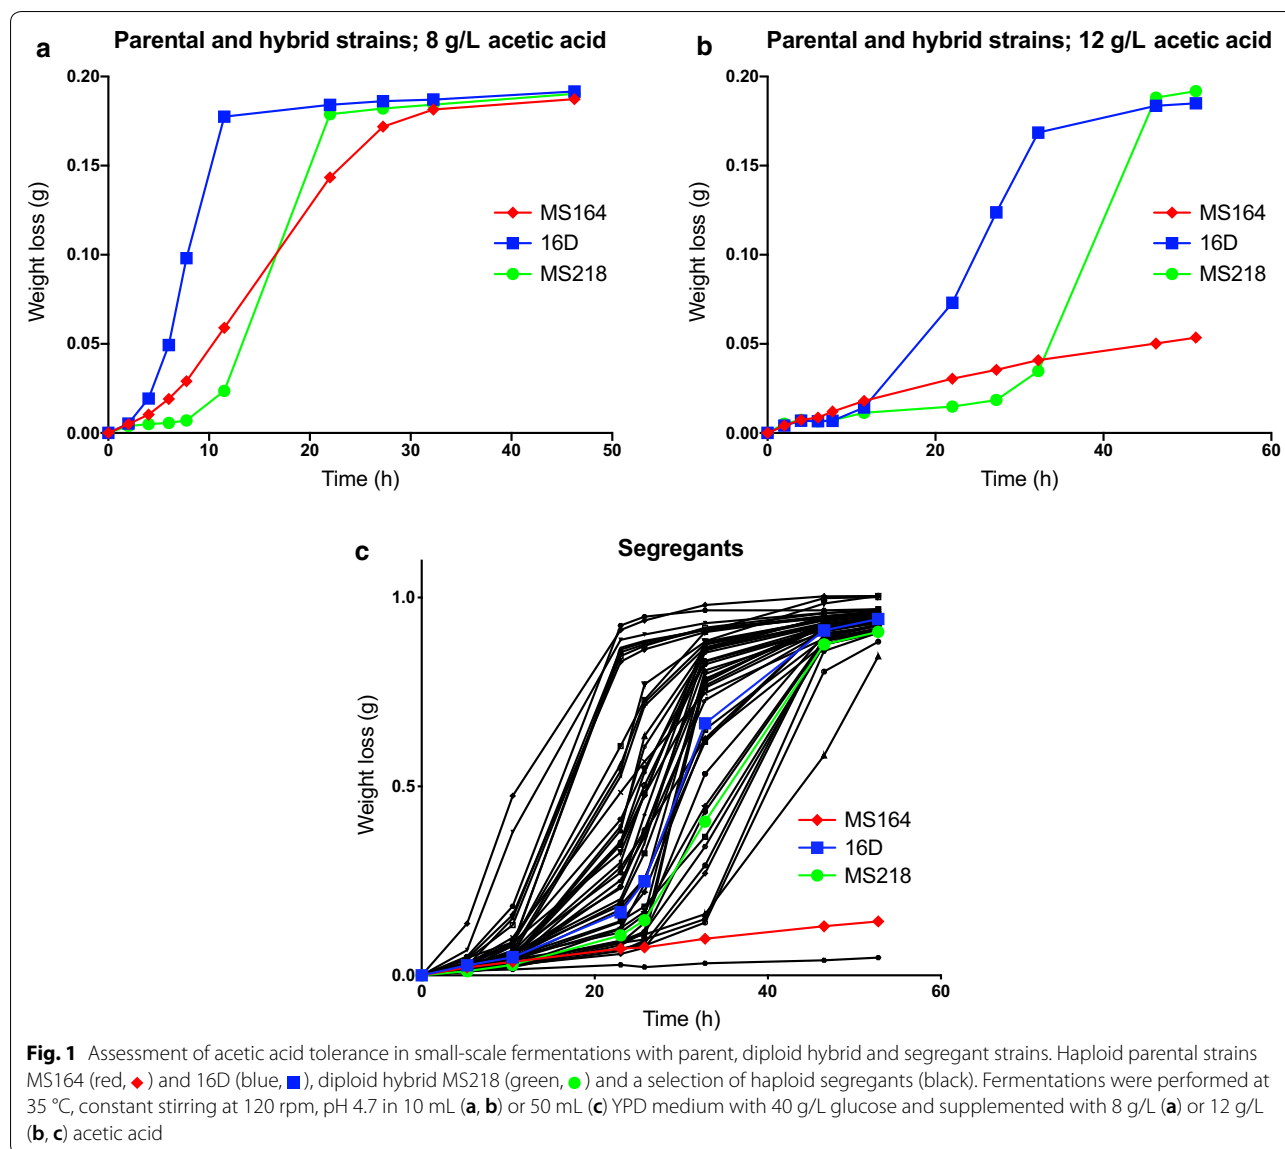 a
Parental and hybrid strains; 8 g/L acetic acid
0.20
0.15
0.10
0.05
0.00
Weight loss (g)
0
10
20
30
40
50
Time (h)
MS164
16D
MS218
b
Parental and hybrid strains; 12 g/L acetic acid
0.20
0.15
0.10
0.05
0.00
Weight loss (g)
0
20
40
60
Time (h)
MS164
16D
MS218
c
Segregants
1.0
0.5
0.0
Weight loss (g)
0
20
40
60
Time (h)
MS164
16D
MS218
Fig. 1 Assessment of acetic acid tolerance in small-scale fermentations with parent, diploid hybrid and segregant strains. Haploid parental strains
MS164 (red, ◆ ) and 16D (blue, ■ ), diploid hybrid MS218 (green, ● ) and a selection of haploid segregants (black). Fermentations were performed at
35 °C, constant stirring at 120 rpm, pH 4.7 in 10 mL (a, b) or 50 mL (c) YPD medium with 40 g/L glucose and supplemented with 8 g/L (a) or 12 g/L
(b, c) acetic acid